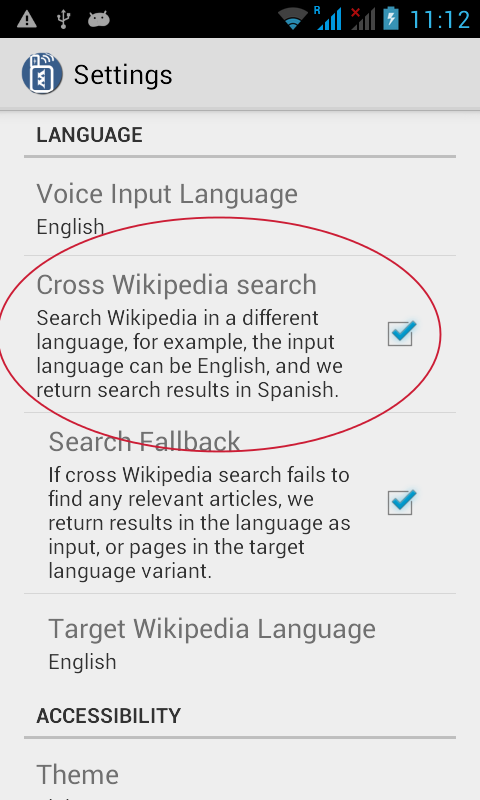 R
11:12
Settings
LANGUAGE
Voice Input Language
English
Cross Wikipedia search
Search Wikipedia in a different
language, for example, the input
language can be English, and we
return search results in Spanish.
Search Fallback
If cross Wikipedia search fails to
find any relevant articles, we
return results in the language as
input, or pages in the target
language variant.
Target Wikipedia Language
English
ACCESSIBILITY
Theme